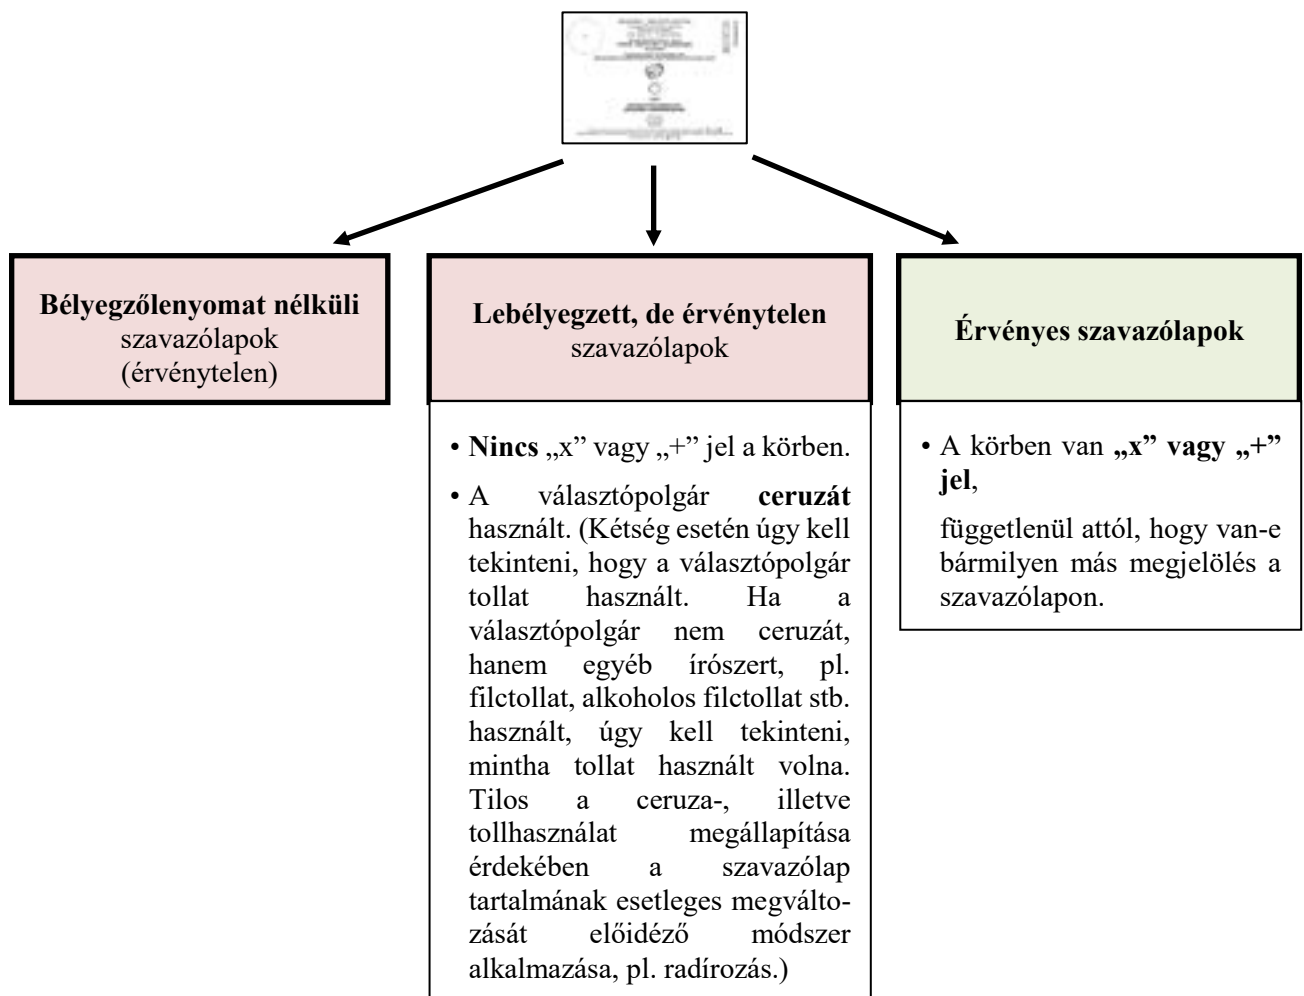 Bélyegzőlenyomat nélküli
szavazólapok
(érvénytelen)
Lebélyegzett, de érvénytelen
szavazólapok
• Nincs „x” vagy „+” jel a körben.
• A választópolgár ceruzát
használt. (Kétség esetén úgy kell
tekinteni, hogy a választópolgár
tollat használt. Ha a
választópolgár nem ceruzát,
hanem egyéb írószert, pl.
filctollat, alkoholos filctollat stb.
használt, úgy kell tekinteni,
mintha tollat használt volna.
Tilos a ceruza-, illetve
tollhasználat megállapítása
érdekében a szavazólap
tartalmának esetleges megválto-
zását előidéző módszer
alkalmazása, pl. radírozás.)
Érvényes szavazólapok
• A körben van „x” vagy „+”
jel,
függetlenül attól, hogy van-e
bármilyen más megjelölés a
szavazólapon.